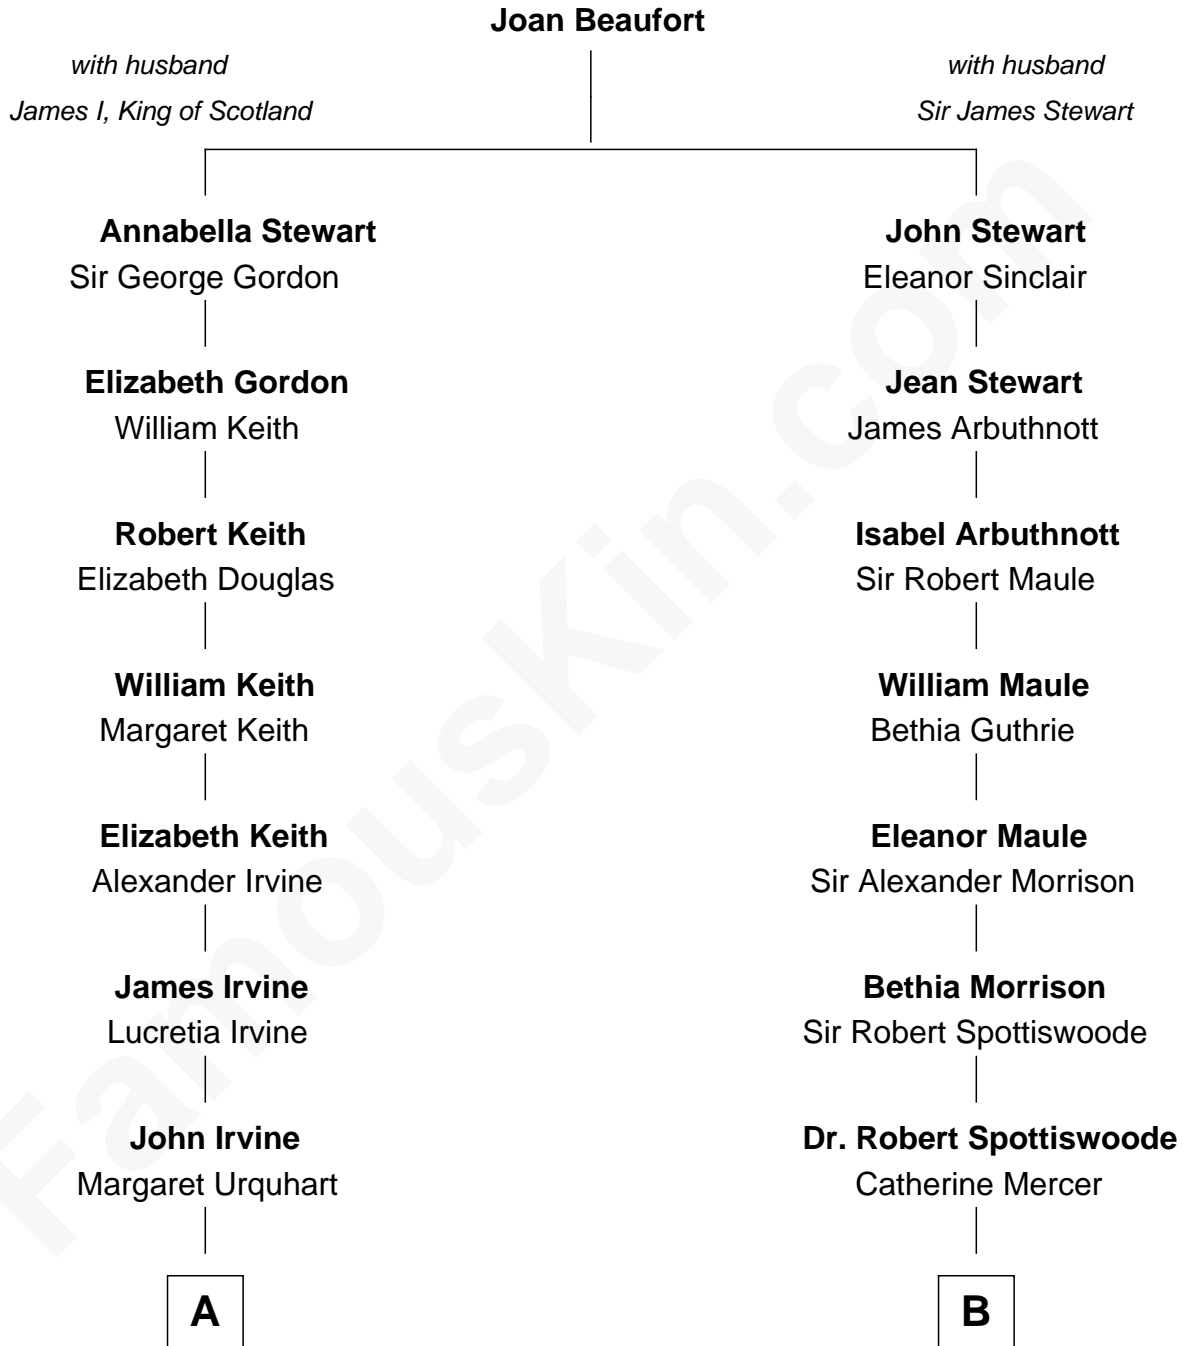 Joan Beaufort
with husband
James I, King of Scotland
with husband
Sir James Stewart
Annabella Stewart
Sir George Gordon
John Stewart
Eleanor Sinclair
Elizabeth Gordon
William Keith
Jean Stewart
James Arbuthnott
Robert Keith
Elizabeth Douglas
Isabel Arbuthnott
Sir Robert Maule
William Keith
Margaret Keith
William Maule
Bethia Guthrie
Elizabeth Keith
Alexander Irvine
Eleanor Maule
Sir Alexander Morrison
James Irvine
Lucretia Irvine
Bethia Morrison
Sir Robert Spottiswoode
John Irvine
Margaret Urquhart
Dr. Robert Spottiswoode
Catherine Mercer
A
B
FamousKin.com